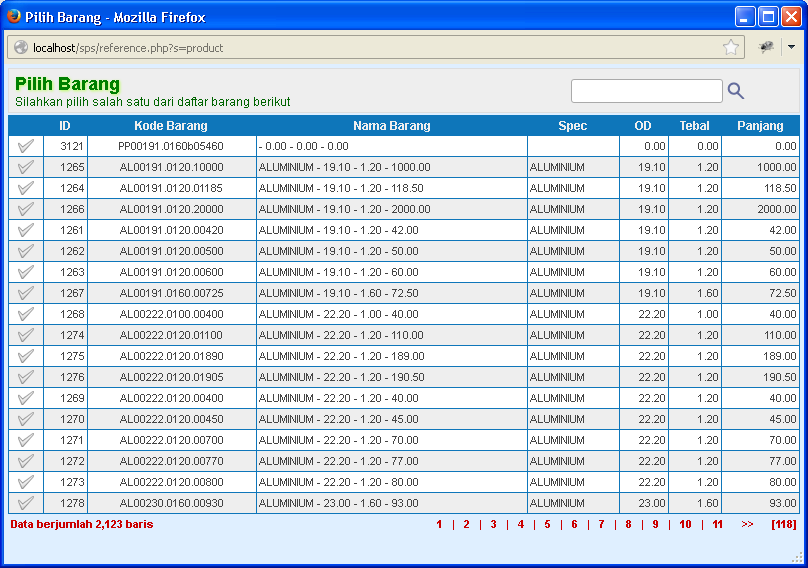 Pilih Barang - Mozilla Firefox
localhost/sps/reference.php?s=product
Pilih Barang
Silahkan pilih salah satu dari daftar barang berikut
ID Kode Barang Nama Barang Spec OD Tebal Panjang
3121 PP00191.0160b05460 - 0.00 - 0.00 - 0.00 0.00 0.00 0.00
1265 AL00191.0120.10000 ALUMINIUM - 19.10 - 1.20 - 1000.00 ALUMINIUM 19.10 1.20 1000.00
1264 AL00191.0120.01185 ALUMINIUM - 19.10 - 1.20 - 118.50 ALUMINIUM 19.10 1.20 118.50
1266 AL00191.0120.20000 ALUMINIUM - 19.10 - 1.20 - 2000.00 ALUMINIUM 19.10 1.20 2000.00
1261 AL00191.0120.00420 ALUMINIUM - 19.10 - 1.20 - 42.00 ALUMINIUM 19.10 1.20 42.00
1262 AL00191.0120.00500 ALUMINIUM - 19.10 - 1.20 - 50.00 ALUMINIUM 19.10 1.20 50.00
1263 AL00191.0120.00600 ALUMINIUM - 19.10 - 1.20 - 60.00 ALUMINIUM 19.10 1.20 60.00
1267 AL00191.0160.00725 ALUMINIUM - 19.10 - 1.60 - 72.50 ALUMINIUM 19.10 1.60 72.50
1268 AL00222.0100.00400 ALUMINIUM - 22.20 - 1.00 - 40.00 ALUMINIUM 22.20 1.00 40.00
1274 AL00222.0120.01100 ALUMINIUM - 22.20 - 1.20 - 110.00 ALUMINIUM 22.20 1.20 110.00
1275 AL00222.0120.01890 ALUMINIUM - 22.20 - 1.20 - 189.00 ALUMINIUM 22.20 1.20 189.00
1276 AL00222.0120.01905 ALUMINIUM - 22.20 - 1.20 - 190.50 ALUMINIUM 22.20 1.20 190.50
1269 AL00222.0120.00400 ALUMINIUM - 22.20 - 1.20 - 40.00 ALUMINIUM 22.20 1.20 40.00
1270 AL00222.0120.00450 ALUMINIUM - 22.20 - 1.20 - 45.00 ALUMINIUM 22.20 1.20 45.00
1271 AL00222.0120.00700 ALUMINIUM - 22.20 - 1.20 - 70.00 ALUMINIUM 22.20 1.20 70.00
1272 AL00222.0120.00770 ALUMINIUM - 22.20 - 1.20 - 77.00 ALUMINIUM 22.20 1.20 77.00
1273 AL00222.0120.00800 ALUMINIUM - 22.20 - 1.20 - 80.00 ALUMINIUM 22.20 1.20 80.00
1278 AL00230.0160.00930 ALUMINIUM - 23.00 - 1.60 - 93.00 ALUMINIUM 23.00 1.60 93.00
Data berjumlah 2,123 baris 1 | 2 | 3 | 4 | 5 | 6 | 7 | 8 | 9 | 10 | 11 >> [118]